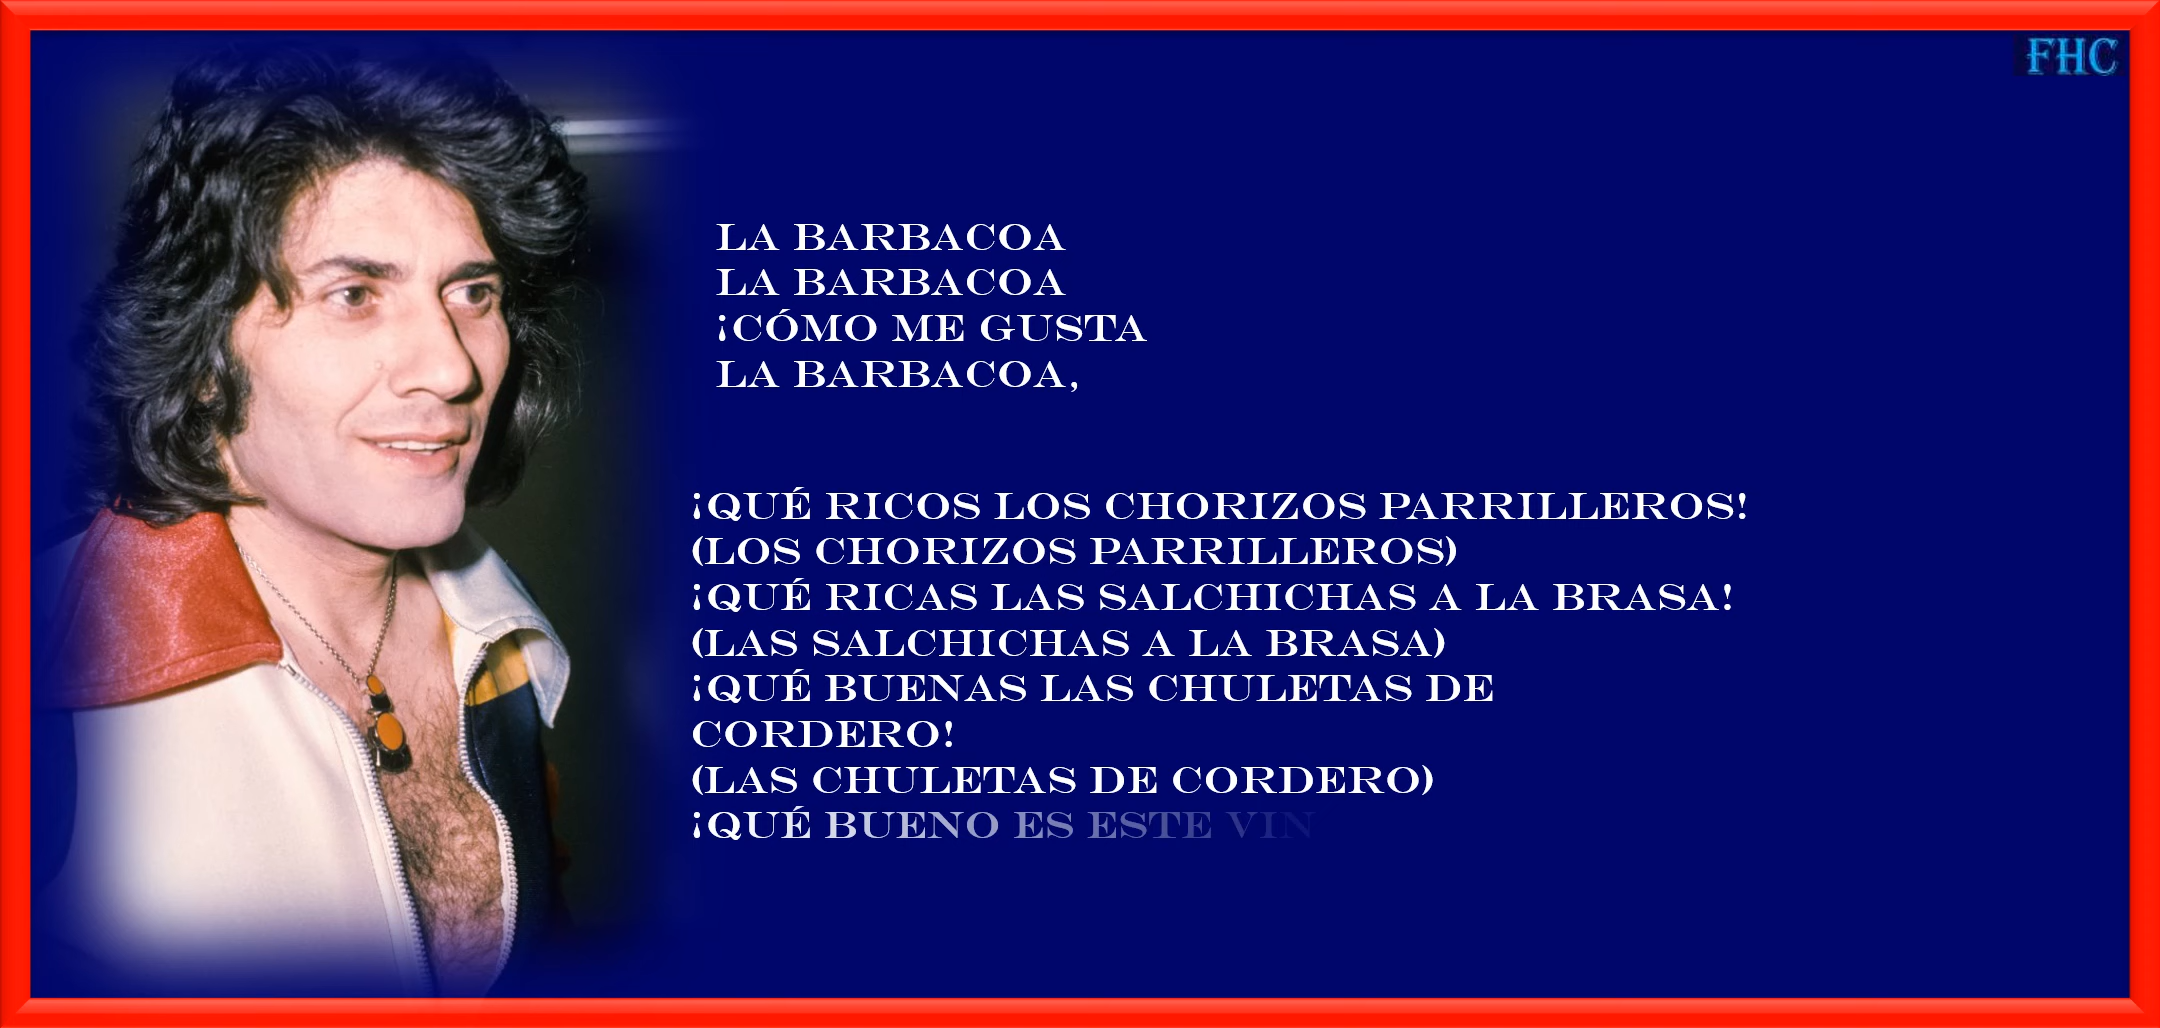 FHC
LA BARBACOA
LA BARBACOA
¡CÓMO ME GUSTA
LA BARBACOA,
¡QUÉ RICOS LOS CHORIZOS PARRILLEROS!
(LOS CHORIZOS PARRILLEROS)
¡QUÉ RICAS LAS SALCHICHAS A LA BRASA!
(LAS SALCHICHAS A LA BRASA)
¡QUÉ BUENAS LAS CHULETAS DE
CORDERO!
(LAS CHULETAS DE CORDERO)
¡QUÉ BUENO ES ESTE VIN